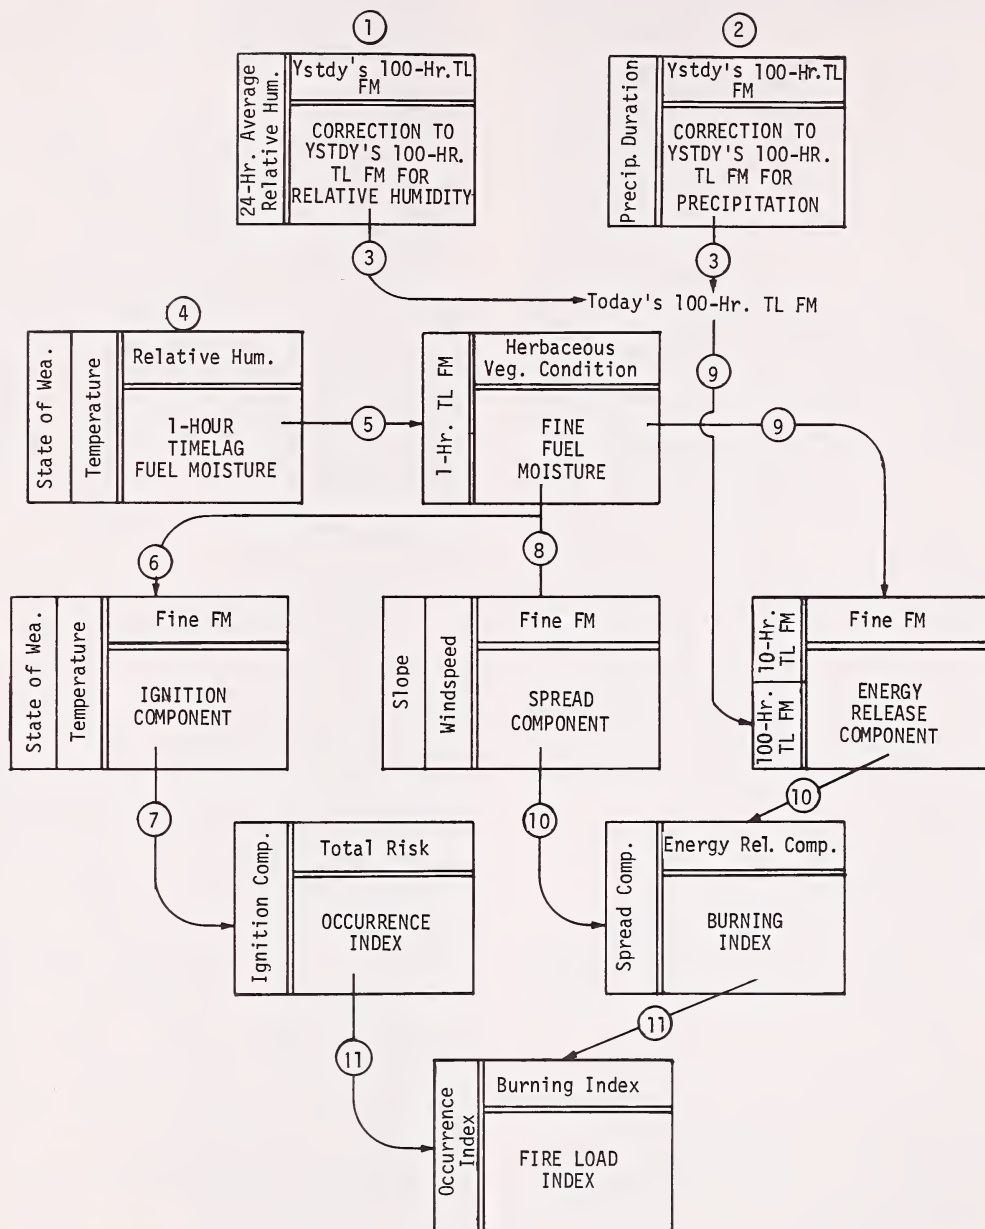 1
24-Hr. Average
Relative Hum.
Ystdy's 100-Hr.TL
FM
CORRECTION TO
YSTDY'S 100-HR.
TL FM FOR
RELATIVE HUMIDITY
2
Precip. Duration
Ystdy's 100-Hr.TL
FM
CORRECTION TO
YSTDY'S 100-HR.
TL FM FOR
PRECIPITATION
3
3
Today's 100-Hr. TL FM
4
State of Wea.
Temperature
Relative Hum.
1-HOUR
TIMELAG
FUEL MOISTURE
5
1-Hr. TL FM
Herbaceous
Veg. Condition
FINE
FUEL
MOISTURE
9
9
6
8
State of Wea.
Temperature
Fine FM
IGNITION
COMPONENT
Slope
Windspeed
Fine FM
SPREAD
COMPONENT
10-Hr.
TL FM
100-Hr.
TL FM
Fine FM
ENERGY
RELEASE
COMPONENT
7
10
10
Ignition Comp.
Total Risk
OCCURRENCE
INDEX
Spread Comp.
Energy Rel. Comp.
BURNING
INDEX
11
11
Occurrence
Index
Burning Index
FIRE LOAD
INDEX